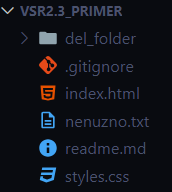 VSR2.3_PRIMER
del_folder
.gitignore
index.html
nenuzno.txt
readme.md
styles.css